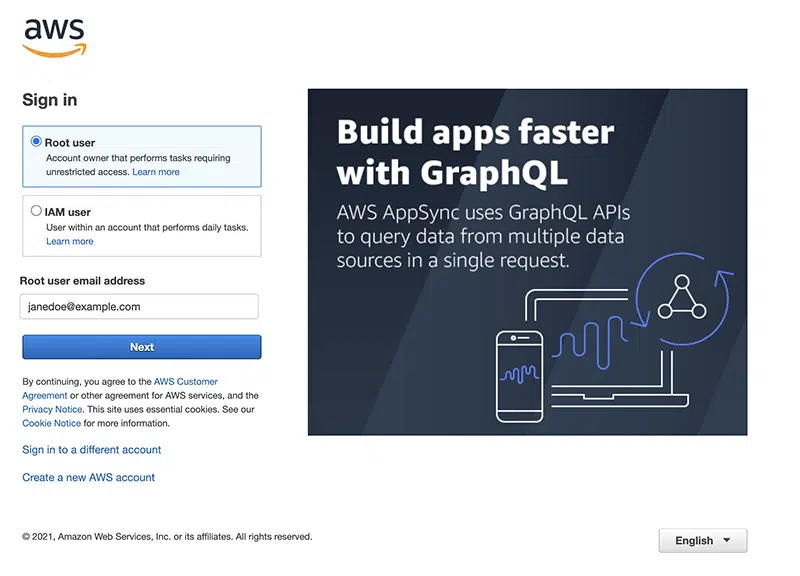 aws
Sign in
Root user
Account owner that performs tasks requiring
unrestricted access. Learn more
IAM user
User within an account that performs daily tasks.
Learn more
Root user email address
janedoe@example.com
Next
By continuing, you agree to the AWS Customer
Agreement or other agreement for AWS services, and the
Privacy Notice. This site uses essential cookies. See our
Cookie Notice for more information.
Sign in to a different account
Create a new AWS account
Build apps faster
with GraphQL
AWS AppSync uses GraphQL APIs
to query data from multiple data
sources in a single request.
© 2021, Amazon Web Services, Inc. or its affiliates. All rights reserved.
English